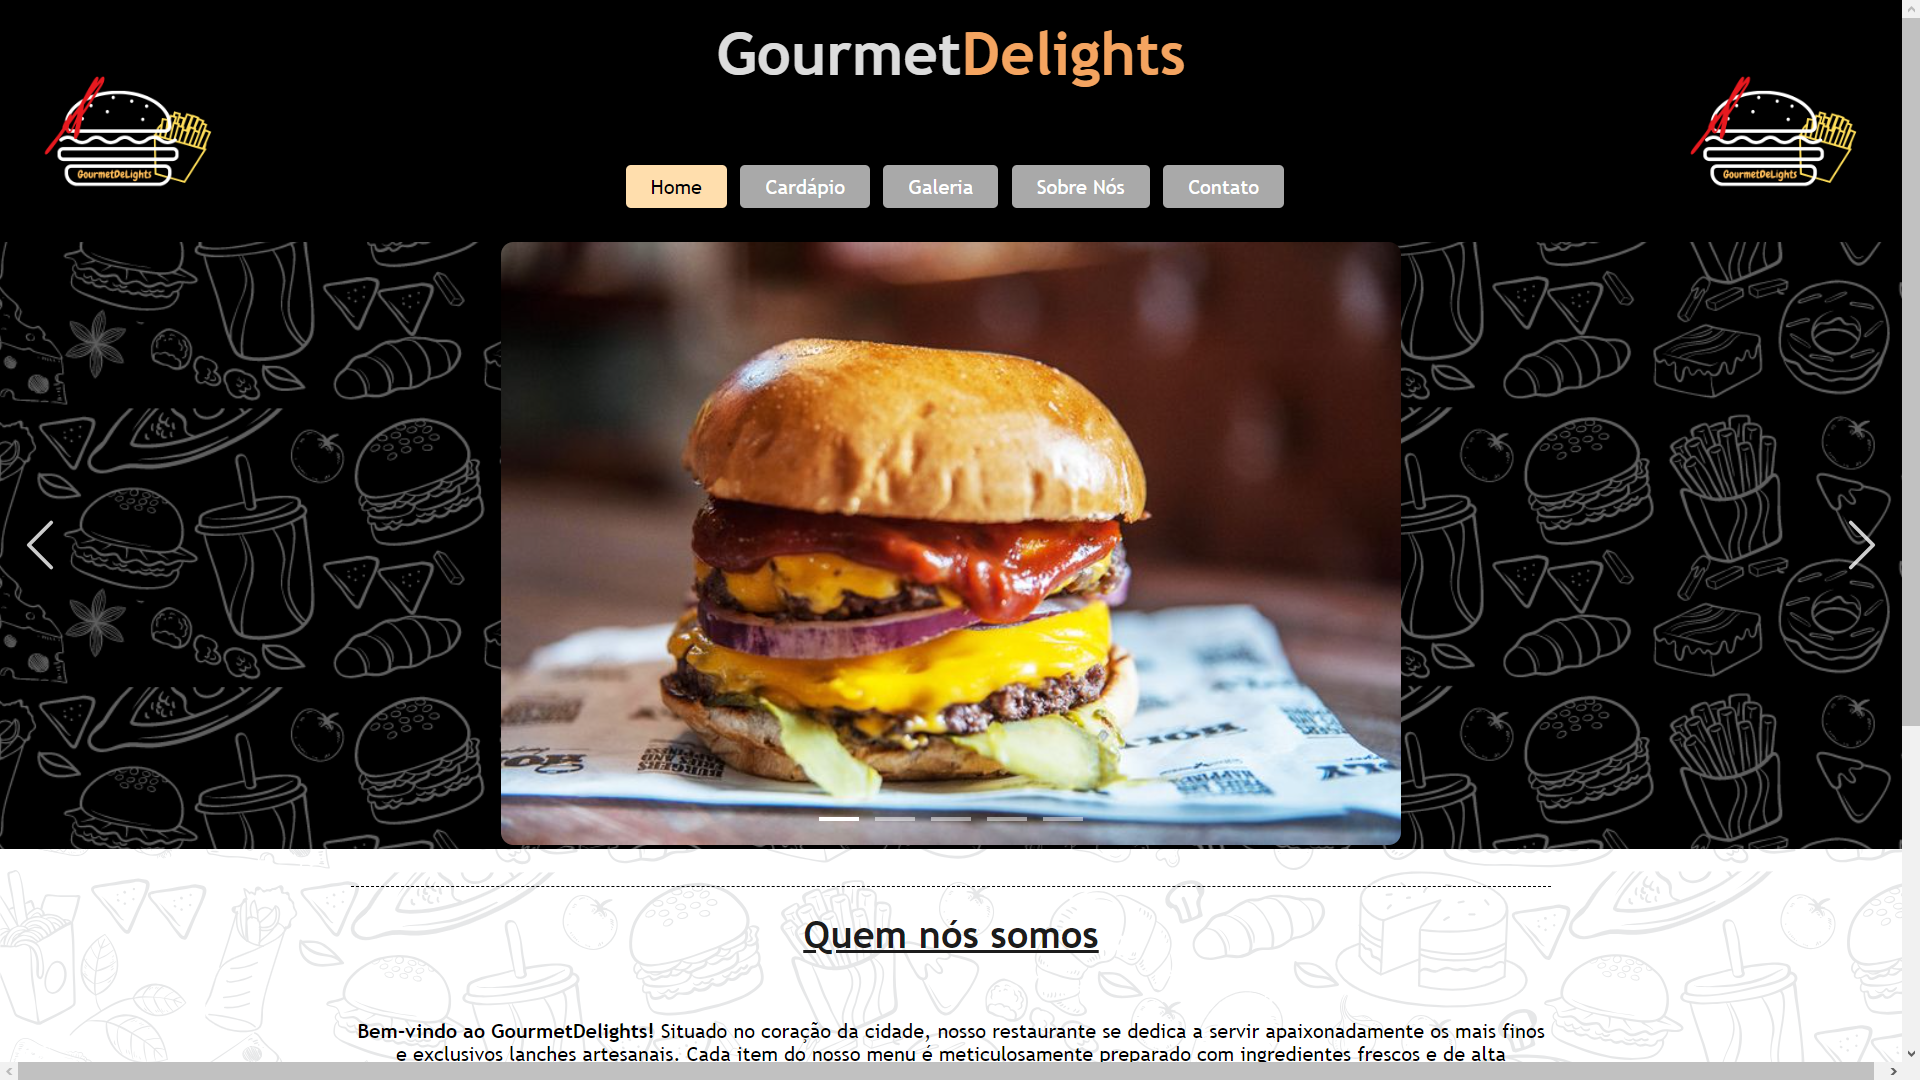 GourmetDelights
GourmetDeLights
GourmetDeLights
Home
Cardápio
Galeria
Sobre Nós
Contato
Quem nós somos
Bem-vindo ao GourmetDelights! Situado no coração da cidade, nosso restaurante se dedica a servir apaixonadamente os mais finos
e exclusivos lanches artesanais. Cada item do nosso menu é meticulosamente preparado com ingredientes frescos e de alta